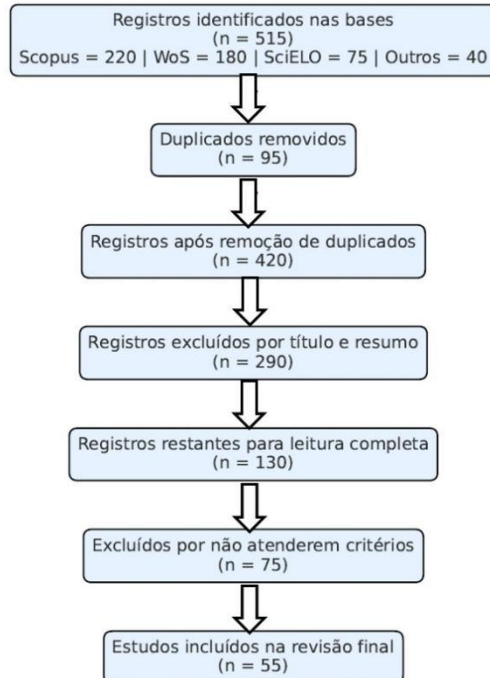 Registros identificados nas bases
(n = 515)
Scopus = 220 | WoS = 180 | SciELO = 75 | Outros = 40
Duplicados removidos
(n = 95)
Registros após remoção de duplicados
(n = 420)
Registros excluídos por título e resumo
(n = 290)
Registros restantes para leitura completa
(n = 130)
Excluídos por não atenderem critérios
(n = 75)
Estudos incluídos na revisão final
(n = 55)